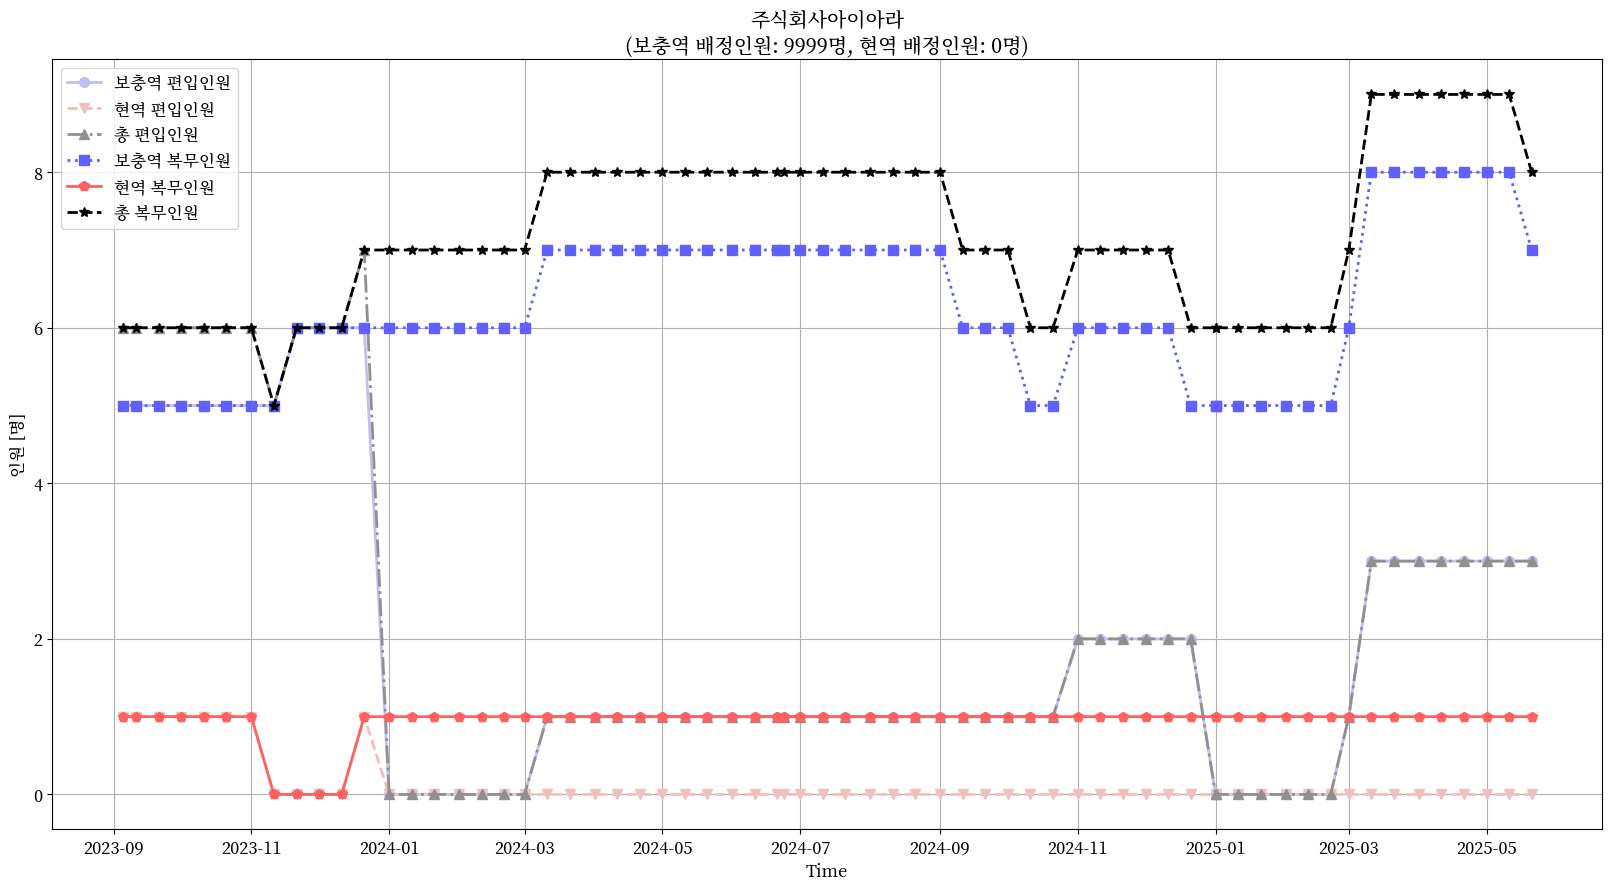 주식회사아이아라
(보충역 배정인원: 9999명, 현역 배정인원: 0명)
보충역 편입인원
현역 편입인원
총 편입인원
보충역 복무인원
현역 복무인원
총 복무인원
인원 [명]
8
6
4
2
0
2023-09
2023-11
2024-01
2024-03
2024-05
2024-07
2024-09
2024-11
2025-01
2025-03
2025-05
Time